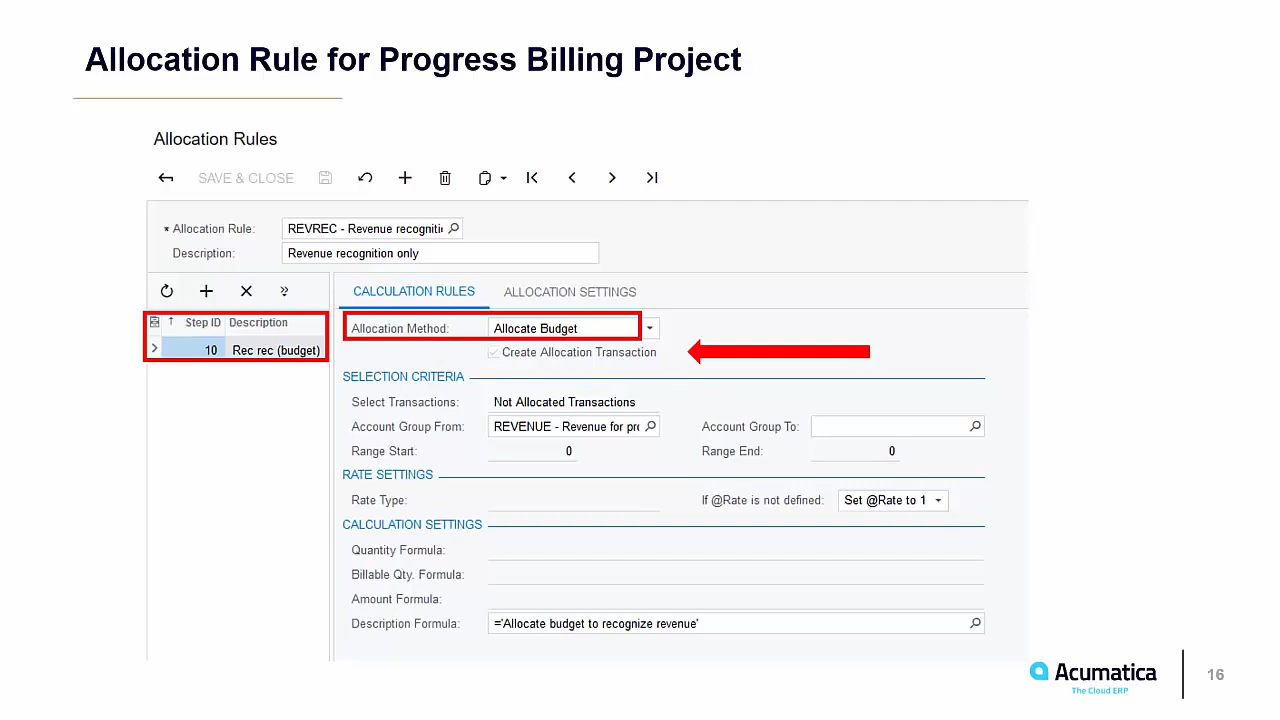 Allocation Rule for Progress Billing Project
Allocation Rules
SAVE & CLOSE
* Allocation Rule: REVREC - Revenue recogniti
Description: Revenue recognition only
CALCULATION RULES ALLOCATION SETTINGS
Step ID Description
10 Rec rec (budget)
Allocation Method: Allocate Budget
Create Allocation Transaction
SELECTION CRITERIA
Select Transactions: Not Allocated Transactions
Account Group From: REVENUE - Revenue for pro Account Group To:
Range Start: 0 Range End: 0
RATE SETTINGS
Rate Type: If @Rate is not defined: Set @Rate to 1
CALCULATION SETTINGS
Quantity Formula:
Billable Qty. Formula:
Amount Formula:
Description Formula: ='Allocate budget to recognize revenue'
Acumatica
The Cloud ERP
16